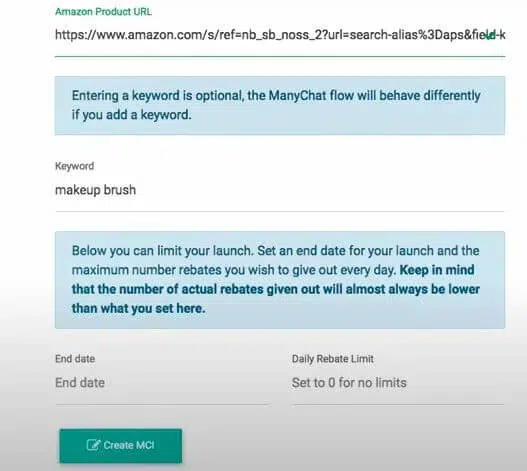 Amazon Product URL
https://www.amazon.com/s/ref=nb_sb_noss_2?url=search-alias%3Daps&field-k
Entering a keyword is optional, the ManyChat flow will behave differently
if you add a keyword.
Keyword
makeup brush
Below you can limit your launch. Set an end date for your launch and the
maximum number rebates you wish to give out every day. Keep in mind
that the number of actual rebates given out will almost always be lower
than what you set here.
End date Daily Rebate Limit
End date Set to 0 for no limits
Create MCI